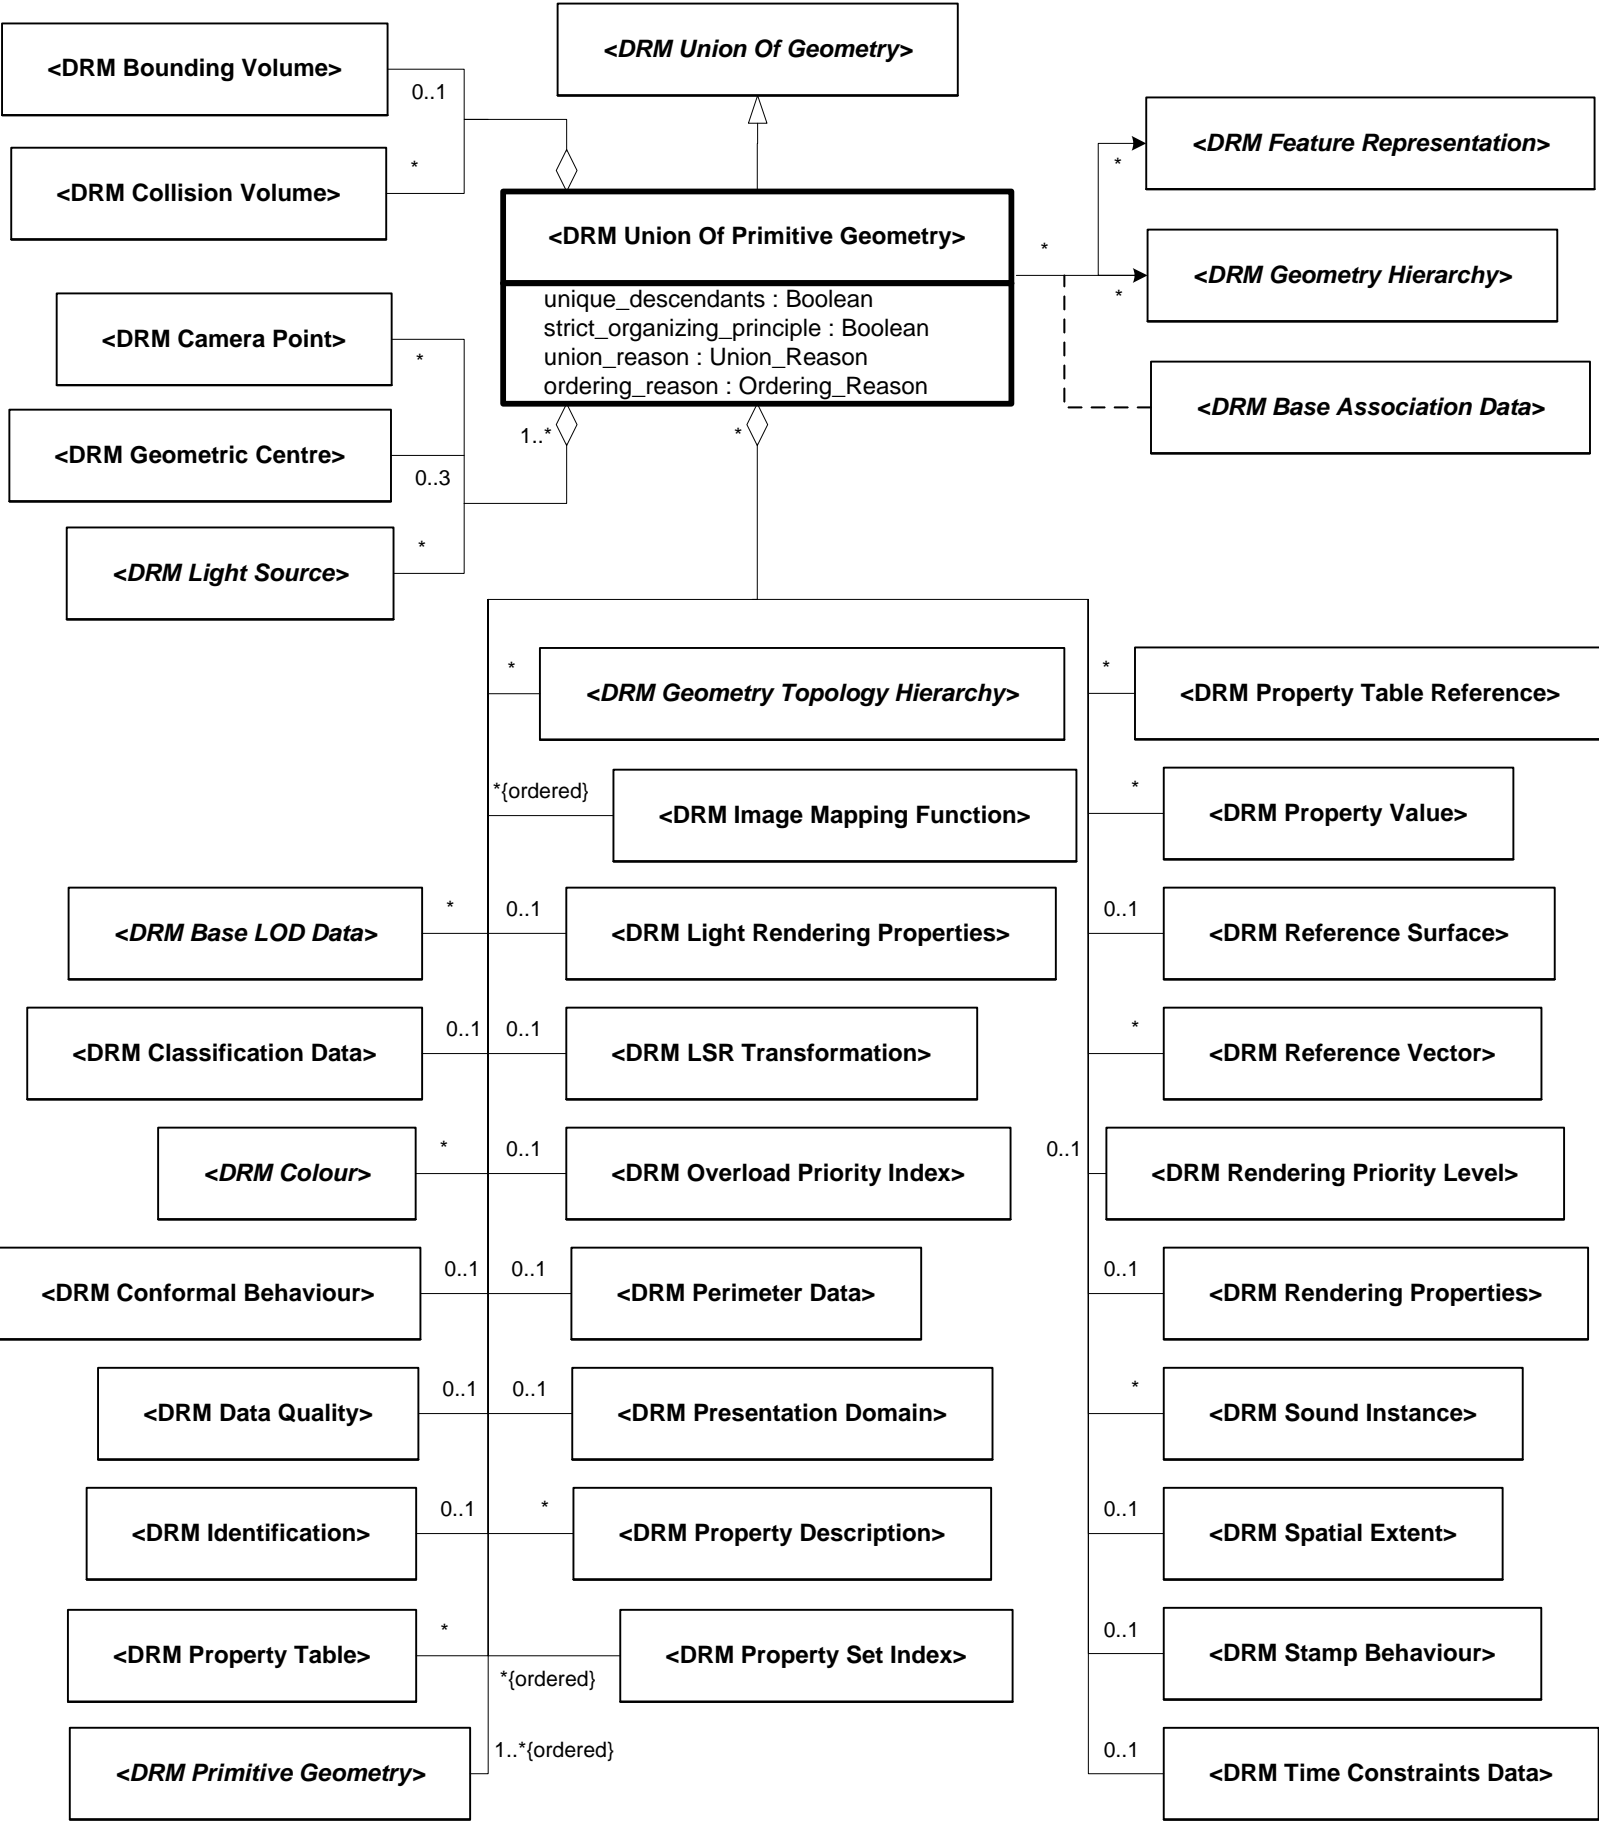 <DRM Union Of Geometry>
<DRM Bounding Volume>
0..1
<DRM Collision Volume>
*
<DRM Feature Representation>
*
<DRM Union Of Primitive Geometry>
unique_descendants : Boolean
strict_organizing_principle : Boolean
union_reason : Union_Reason
ordering_reason : Ordering_Reason
*
<DRM Geometry Hierarchy>
*
<DRM Base Association Data>
<DRM Camera Point>
*
<DRM Geometric Centre>
0..3
<DRM Light Source>
*
1..*
*
*
<DRM Geometry Topology Hierarchy>
*
<DRM Property Table Reference>
*{ordered}
<DRM Image Mapping Function>
*
<DRM Property Value>
<DRM Base LOD Data>
*
0..1
<DRM Light Rendering Properties>
0..1
<DRM Reference Surface>
<DRM Classification Data>
0..1
0..1
<DRM LSR Transformation>
*
<DRM Reference Vector>
<DRM Colour>
*
0..1
<DRM Overload Priority Index>
0..1
<DRM Rendering Priority Level>
<DRM Conformal Behaviour>
0..1
0..1
<DRM Perimeter Data>
0..1
<DRM Rendering Properties>
<DRM Data Quality>
0..1
0..1
<DRM Presentation Domain>
*
<DRM Sound Instance>
<DRM Identification>
0..1
*
<DRM Property Description>
0..1
<DRM Spatial Extent>
<DRM Property Table>
*
*{ordered}
<DRM Property Set Index>
0..1
<DRM Stamp Behaviour>
<DRM Primitive Geometry>
1..*{ordered}
0..1
<DRM Time Constraints Data>